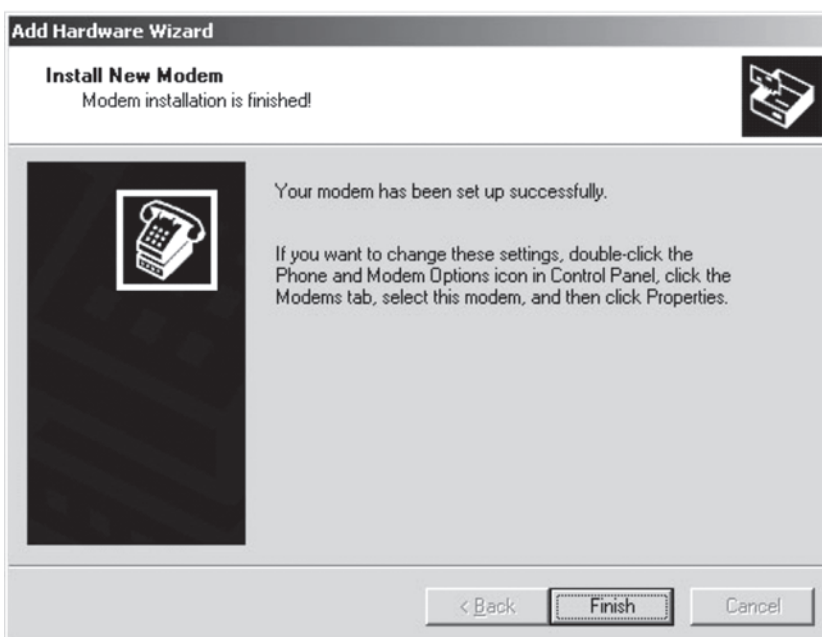 Add Hardware Wizard
Install New Modem
Modem installation is finished!
Your modem has been set up successfully.
If you want to change these settings, double-click the
Phone and Modem Options icon in Control Panel, click the
Modems tab, select this modem, and then click Properties.
< Back
Finish
Cancel